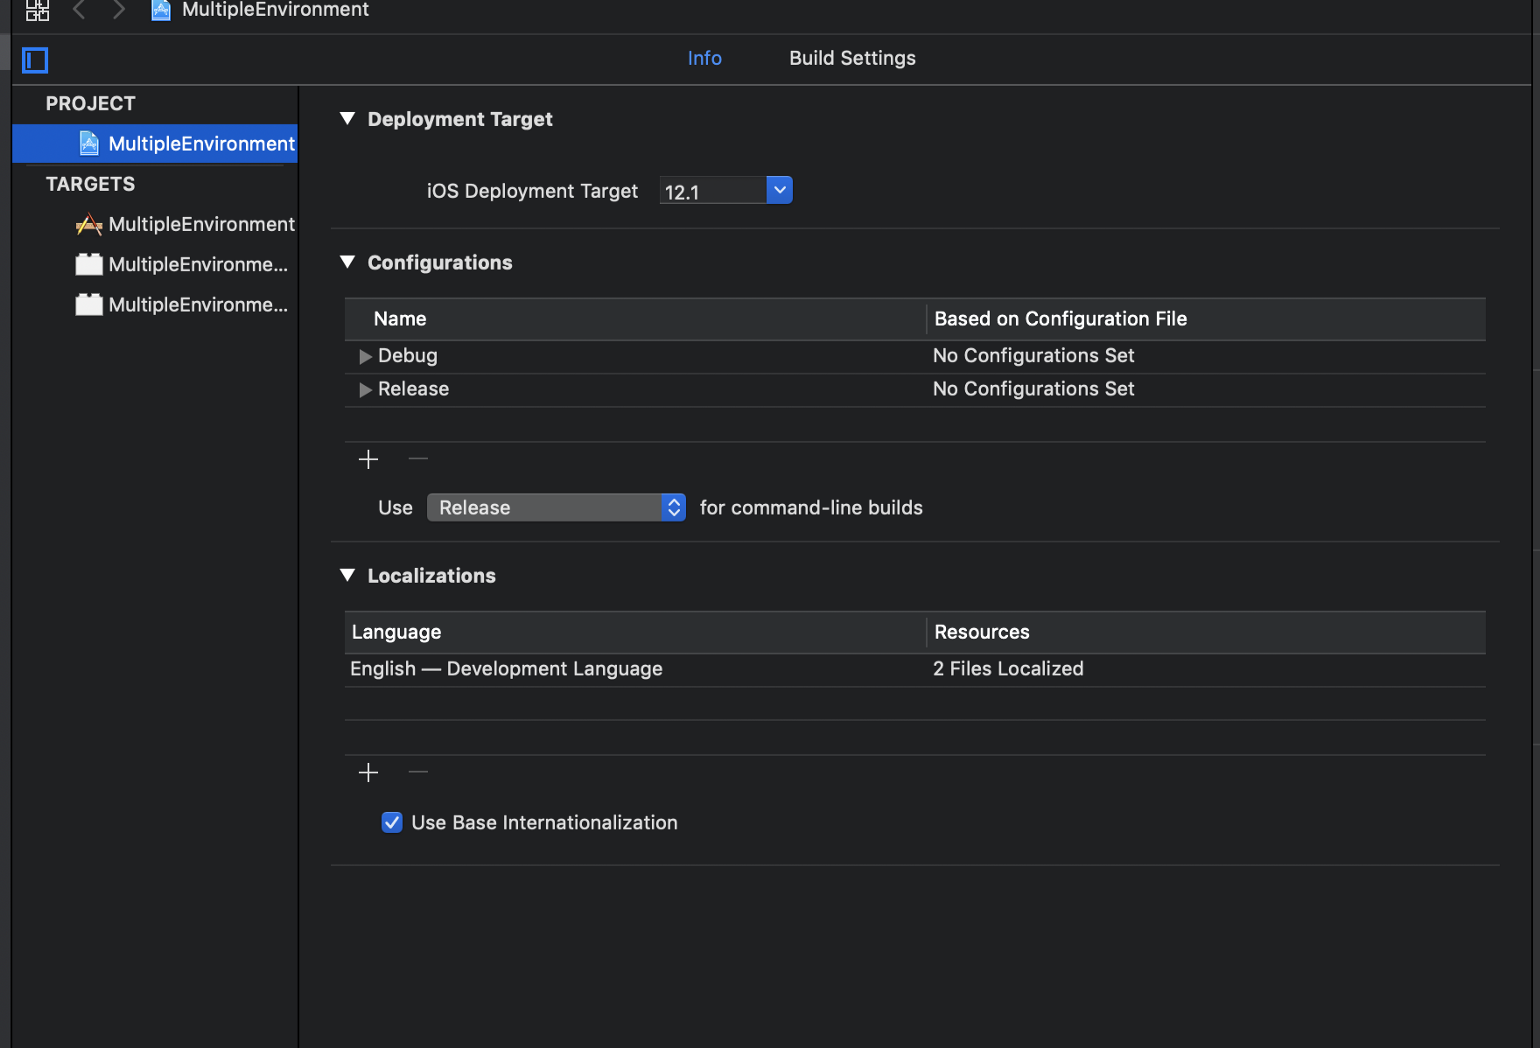 MultipleEnvironment
Info Build Settings
PROJECT
MultipleEnvironment
TARGETS
MultipleEnvironment
MultipleEnvironme...
MultipleEnvironme...
Deployment Target
iOS Deployment Target 12.1
Configurations
Name Based on Configuration File
Debug No Configurations Set
Release No Configurations Set
Use Release for command-line builds
Localizations
Language Resources
English — Development Language 2 Files Localized
Use Base Internationalization